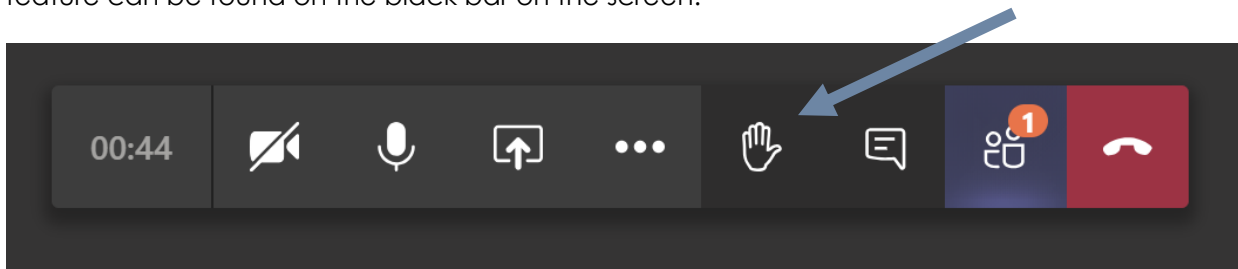 feature can be found on the black bar on the screen.
00:44
1